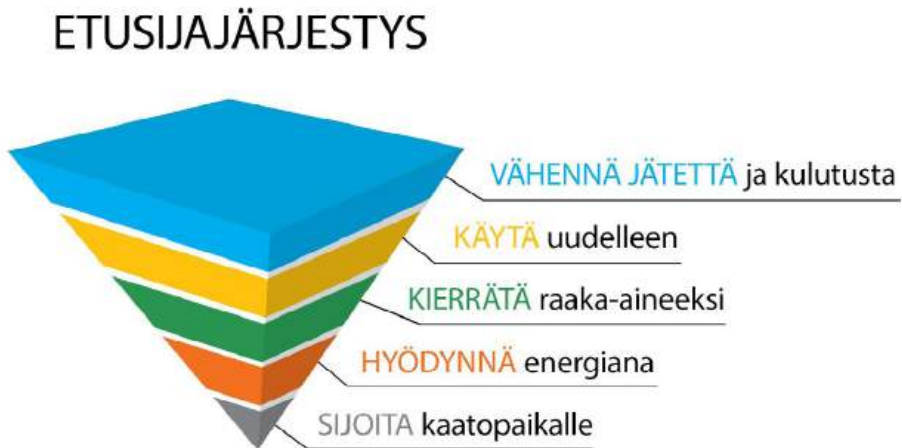 ETUSIJAJÄRJESTYS
VÄHENNÄ JÄTETTÄ ja kulutusta
KÄYTÄ uudelleen
KIERRÄTÄ raaka-aineeksi
HYÖDYNNÄ energiana
SIJOITA kaatopaikalle